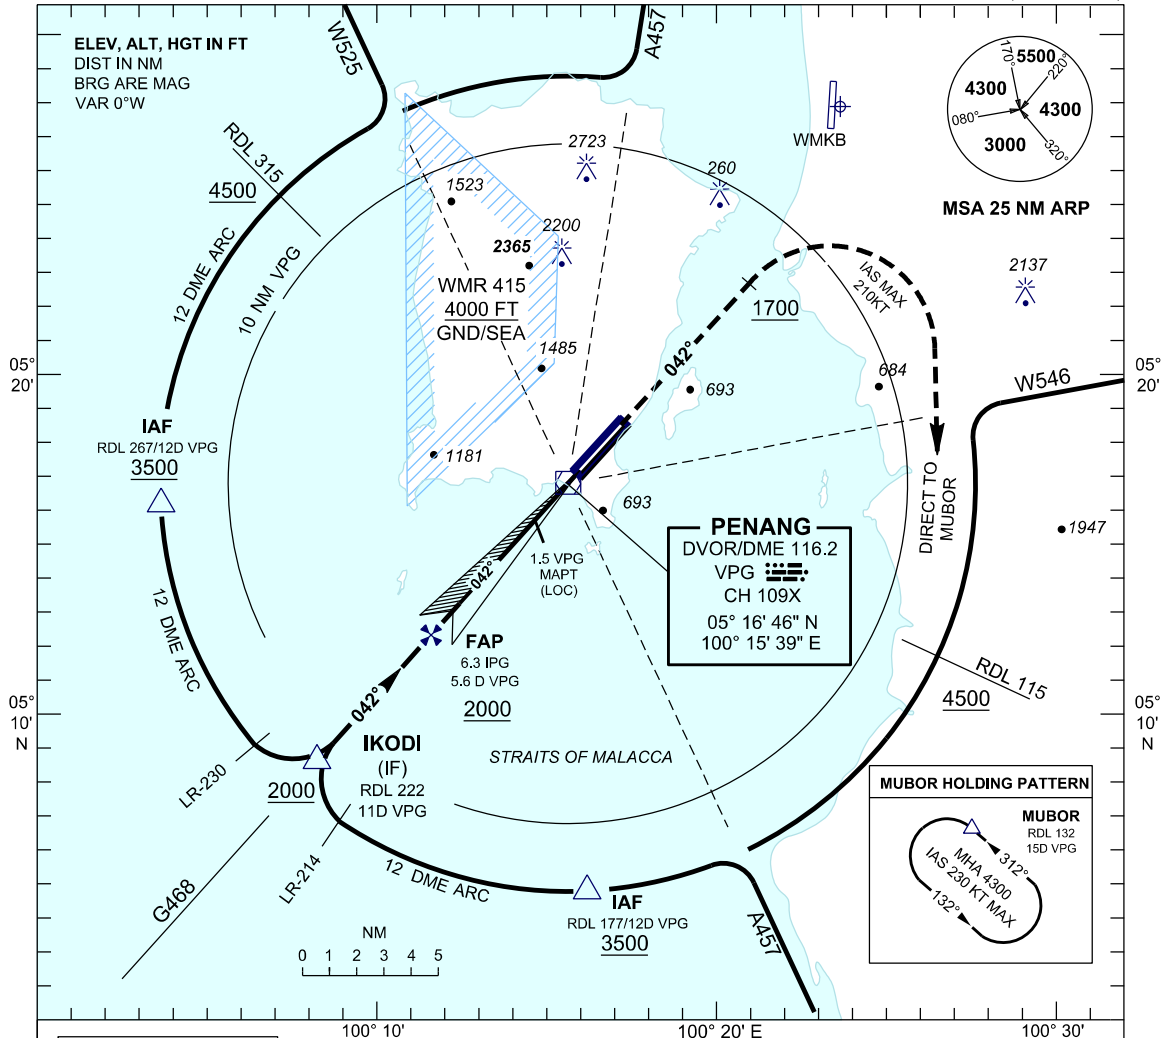 ELEV, ALT, HGT IN FT
DIST IN NM
BRG ARE MAG
VAR 0°W
W525
A457
170°
5500
220°
4300
4300
080°
3000
320°
MSA 25 NM ARP
WMKB
RDL 315
4500
2723
260
1523
2200
2365
WMR 415
4000 FT
GND/SEA
1485
1181
12 DME ARC
10 NM VPG
IAS MAX
210KT
1700
2137
042°
693
684
05°
20'
05°
20'
W546
IAF
RDL 267/12D VPG
3500
693
DIRECT TO
MUBOR
1947
PENANG
DVOR/DME 116.2
VPG
CH 109X
05° 16' 46" N
100° 15' 39" E
1.5 VPG
MAPT
(LOC)
042°
12 DME ARC
FAP
6.3 IPG
5.6 D VPG
2000
042°
RDL 115
4500
05°
10'
N
05°
10'
N
IKODI
(IF)
RDL 222
11D VPG
STRAITS OF MALACCA
LR-230
2000
LR-214
G468
12 DME ARC
IAF
RDL 177/12D VPG
3500
A457
NM
0 1 2 3 4 5
MUBOR HOLDING PATTERN
MUBOR
RDL 132
15D VPG
312°
MHA 4300
IAS 230 KT MAX
132°
100° 10'
100° 20' E
100° 30'